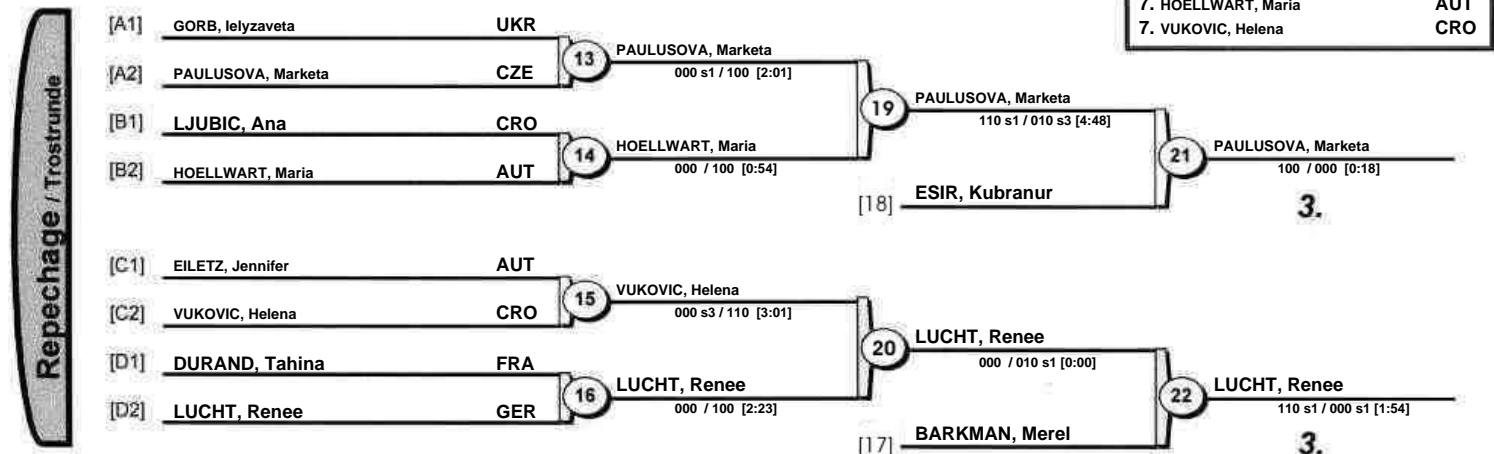 7. HOELLWART, Maria AUT
7. VUKOVIC, Helena CRO
Repechage / Trostrunde
[A1] GORB, Ielyzaveta UKR
13 PAULUSOVA, Marketa
000 s1 / 100 [2:01]
[A2] PAULUSOVA, Marketa CZE
19 PAULUSOVA, Marketa
110 s1 / 010 s3 [4:48]
[B1] LJUBIC, Ana CRO
14 HOELLWART, Maria
000 / 100 [0:54]
[B2] HOELLWART, Maria AUT
21 PAULUSOVA, Marketa
100 / 000 [0:18]
[18] ESIR, Kubranur
3.
[C1] EILETZ, Jennifer AUT
15 VUKOVIC, Helena
000 s3 / 110 [3:01]
[C2] VUKOVIC, Helena CRO
20 LUCHT, Renee
000 / 010 s1 [0:00]
[D1] DURAND, Tahina FRA
16 LUCHT, Renee
000 / 100 [2:23]
[D2] LUCHT, Renee GER
22 LUCHT, Renee
110 s1 / 000 s1 [1:54]
[17] BARKMAN, Merel
3.